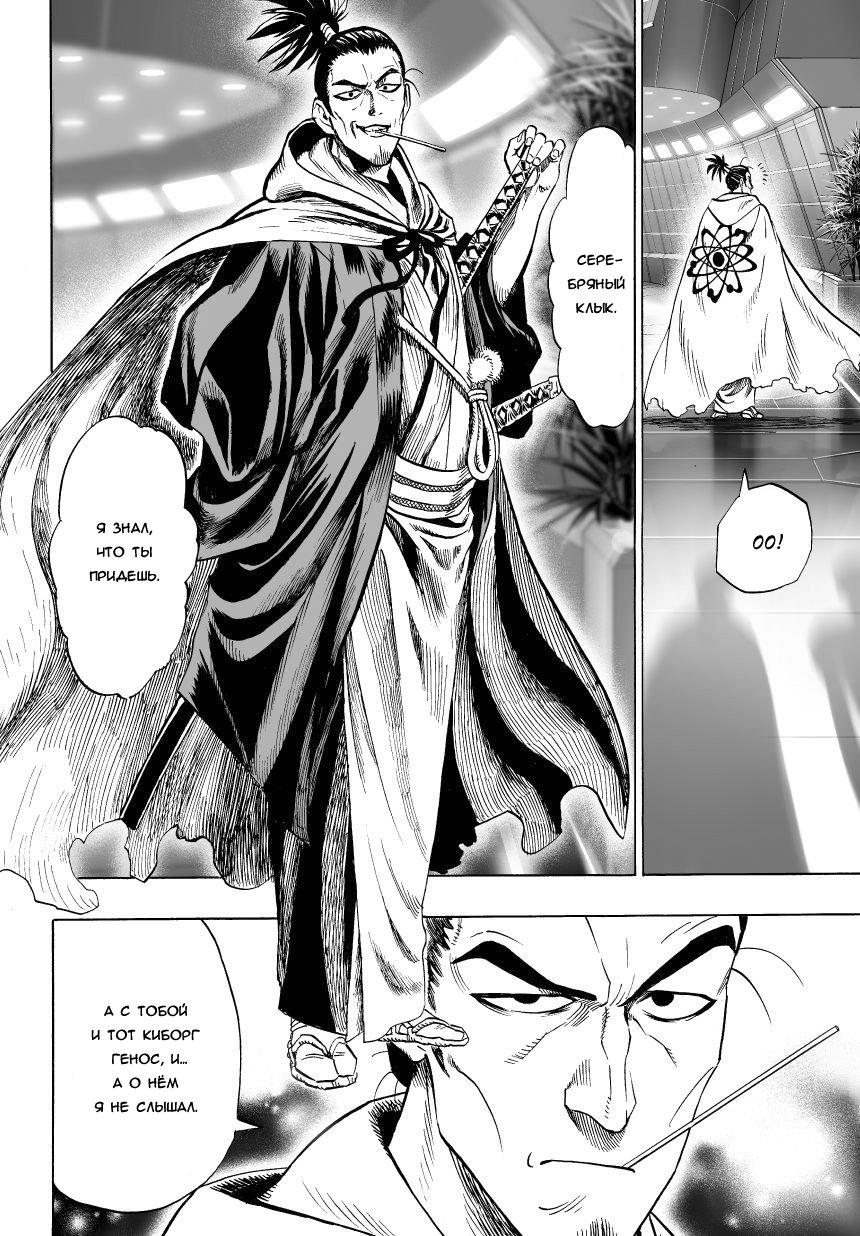 ОО!
СЕРЕ-
БРЯНЫЙ
КЛЫК.
Я ЗНАЛ,
ЧТО ТЫ
ПРИДЕШЬ.
А С ТОБОЙ
И ТОТ КИБОРГ
ГЕНОС, И...
А О НЁМ
Я НЕ СЛЫШАЛ.